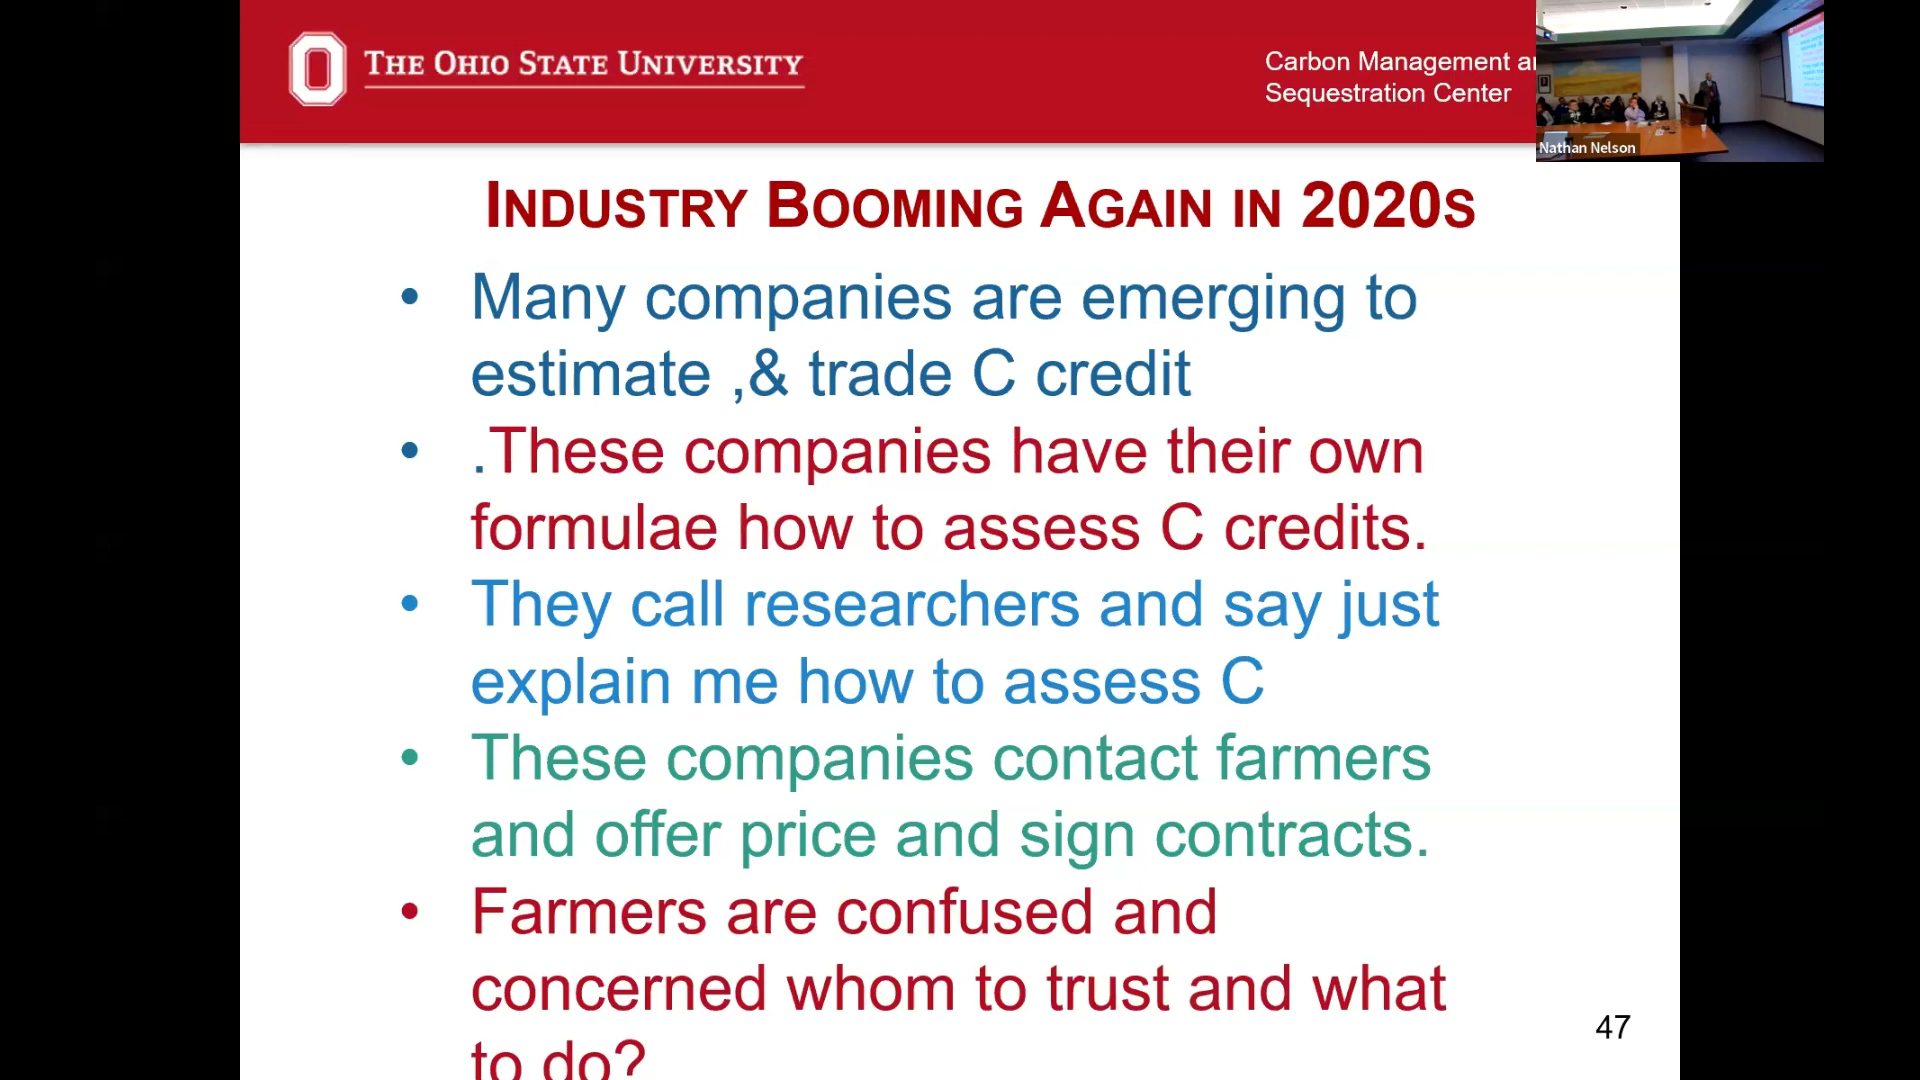 THE OHIO STATE UNIVERSITY
Carbon Management a
Sequestration Center
Nathan Nelson
INDUSTRY BOOMING AGAIN IN 2020S
• Many companies are emerging to
estimate ,& trade C credit
• .These companies have their own
formulae how to assess C credits.
• They call researchers and say just
explain me how to assess C
• These companies contact farmers
and offer price and sign contracts.
• Farmers are confused and
concerned whom to trust and what
to do?
47